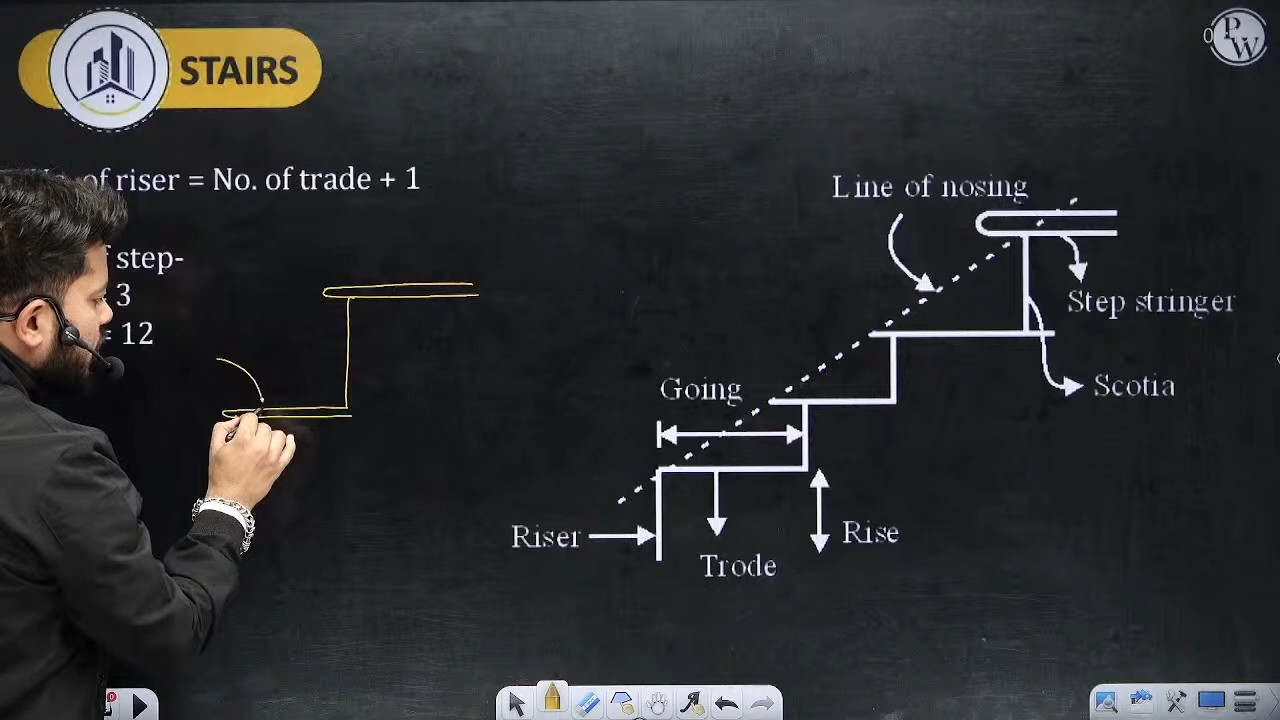 STAIRS
PW
of riser = No. of trade + 1
step-
3
= 12
Line of nosing
Step stringer
Going
Scotia
Riser
Rise
Trode